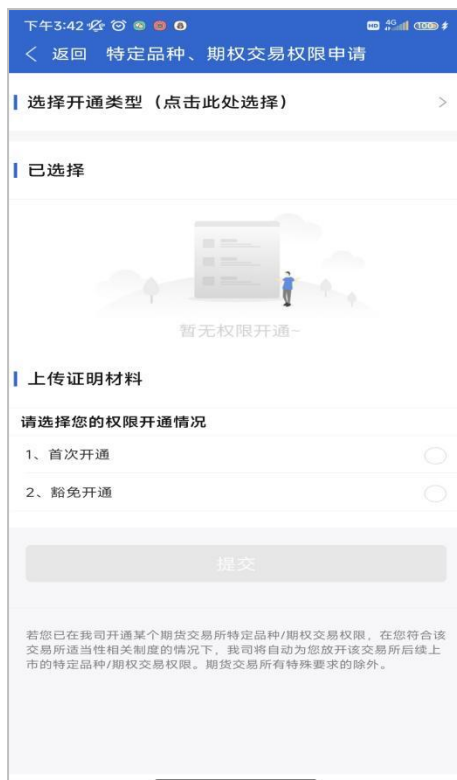 下午3:42
HD 4G 100
返回 特定品种、期权交易权限申请
选择开通类型（点击此处选择）
已选择
暂无权限开通~
上传证明材料
请选择您的权限开通情况
1、首次开通
2、豁免开通
提交
若您已在我司开通某个期货交易所特定品种/期权交易权限，在您符合该
交易所适当性相关制度的情况下，我司将自动为您放开该交易所后续上
市的特定品种/期权交易权限。期货交易所有特殊要求的除外。